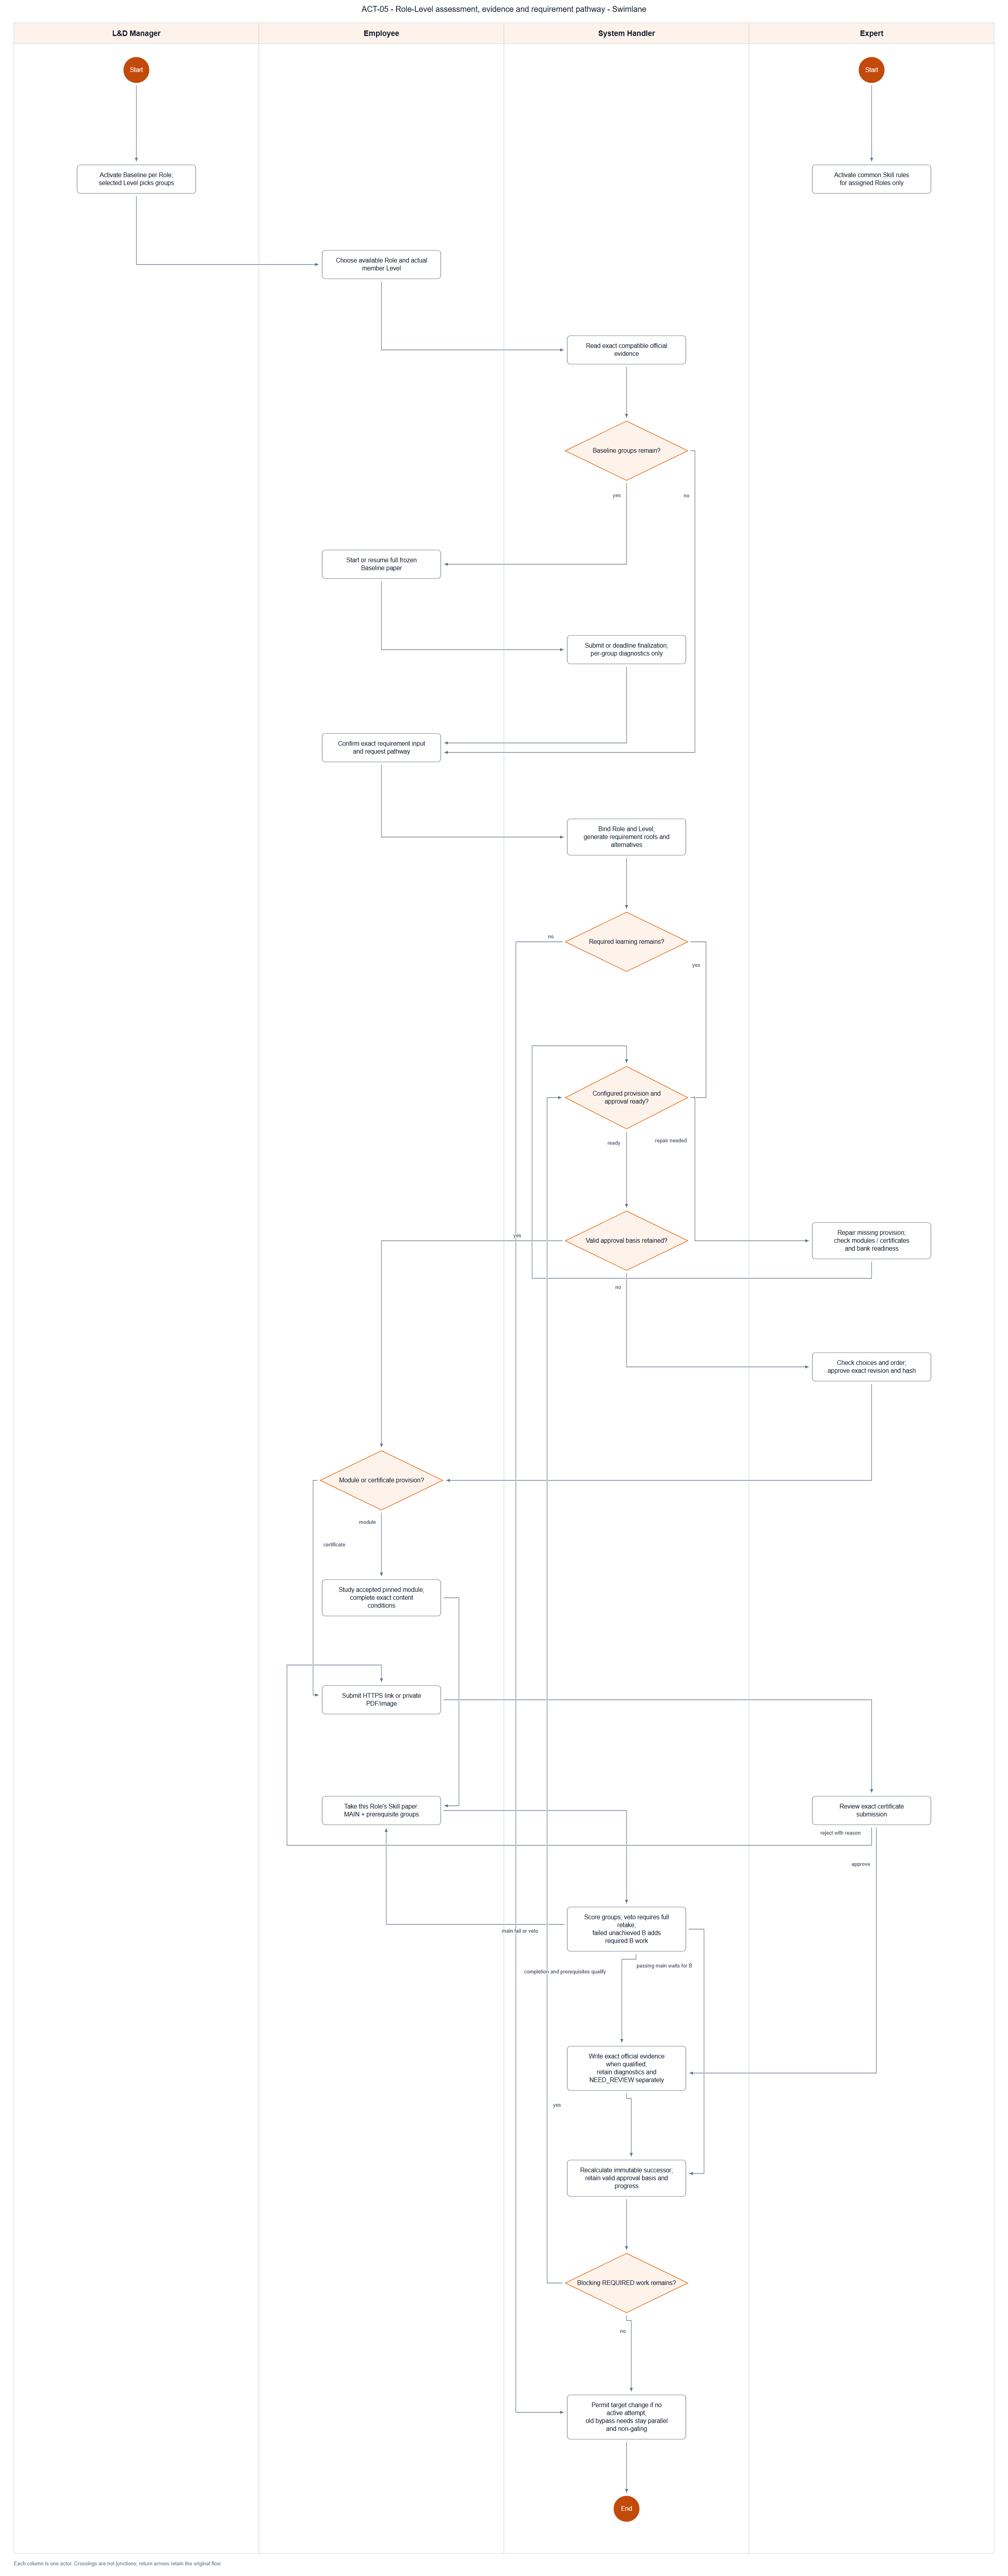 ACT-05 - Role-Level assessment, evidence and requirement pathway - Swimlane
L&D Manager
Employee
System Handler
Expert
Start
Start
Activate Baseline per Role;
selected Level picks groups
Activate common Skill rules
for assigned Roles only
Choose available Role and actual
member Level
Read exact compatible official
evidence
Baseline groups remain?
yes
no
Start or resume full frozen
Baseline paper
Submit or deadline finalization;
per-group diagnostics only
Confirm exact requirement input
and request pathway
Bind Role and Level;
generate requirement roots and
alternatives
Required learning remains?
no
yes
Configured provision and
approval ready?
ready
repair needed
Valid approval basis retained?
yes
no
Repair missing provision;
check modules / certificates
and bank readiness
Check choices and order;
approve exact revision and hash
Module or certificate provision?
module
certificate
Study accepted pinned module;
complete exact content
conditions
Submit HTTPS link or private
PDF/image
Take this Role's Skill paper:
MAIN + prerequisite groups
Review exact certificate
submission
reject with reason
approve
Score groups; veto requires full
retake;
failed unachieved B adds
required B work
main fail or veto
completion and prerequisites qualify
passing main waits for B
Write exact official evidence
when qualified;
retain diagnostics and
NEED_REVIEW separately
yes
Recalculate immutable successor;
retain valid approval basis and
progress
Blocking REQUIRED work remains?
no
Permit target change if no
active attempt;
old bypass needs stay parallel
and non-gating
End
Each column is one actor. Crossings are not junctions; return arrows retain the original flow.